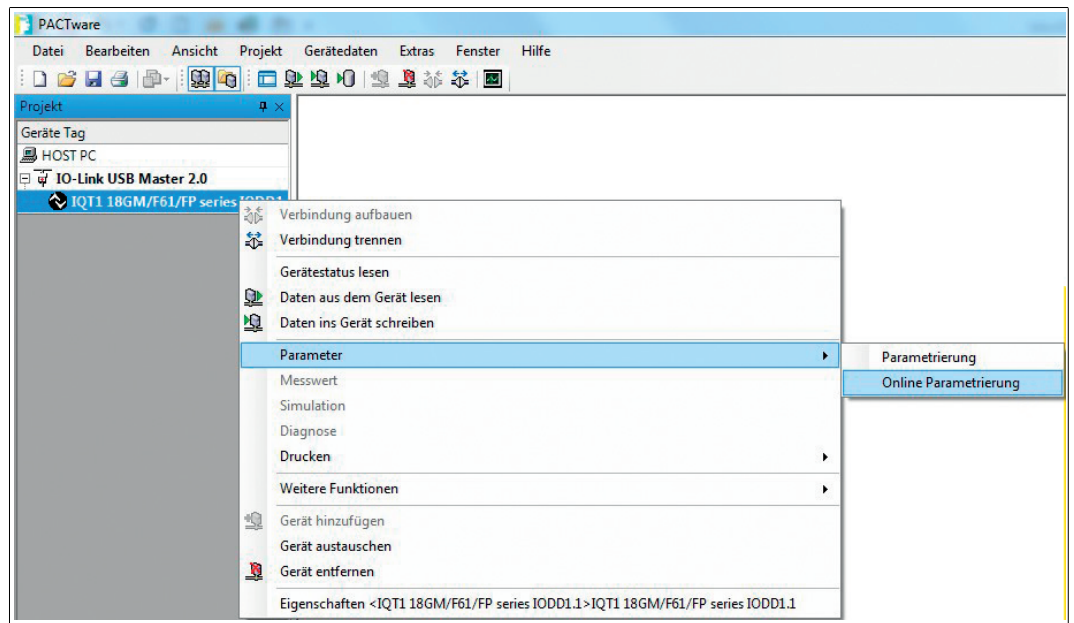 PACTware
Datei Bearbeiten Ansicht Projekt Gerätedaten Extras Fenster Hilfe
Projekt
Geräte Tag
HOST PC
IO-Link USB Master 2.0
IQT1 18GM/F61/FP series IODD1
Verbindung aufbauen
Verbindung trennen
Gerätestatus lesen
Daten aus dem Gerät lesen
Daten ins Gerät schreiben
Parameter
Parametrierung
Online Parametrierung
Messwert
Simulation
Diagnose
Drucken
Weitere Funktionen
Gerät hinzufügen
Gerät austauschen
Gerät entfernen
Eigenschaften <IQT1 18GM/F61/FP series IODD1.1>IQT1 18GM/F61/FP series IODD1.1